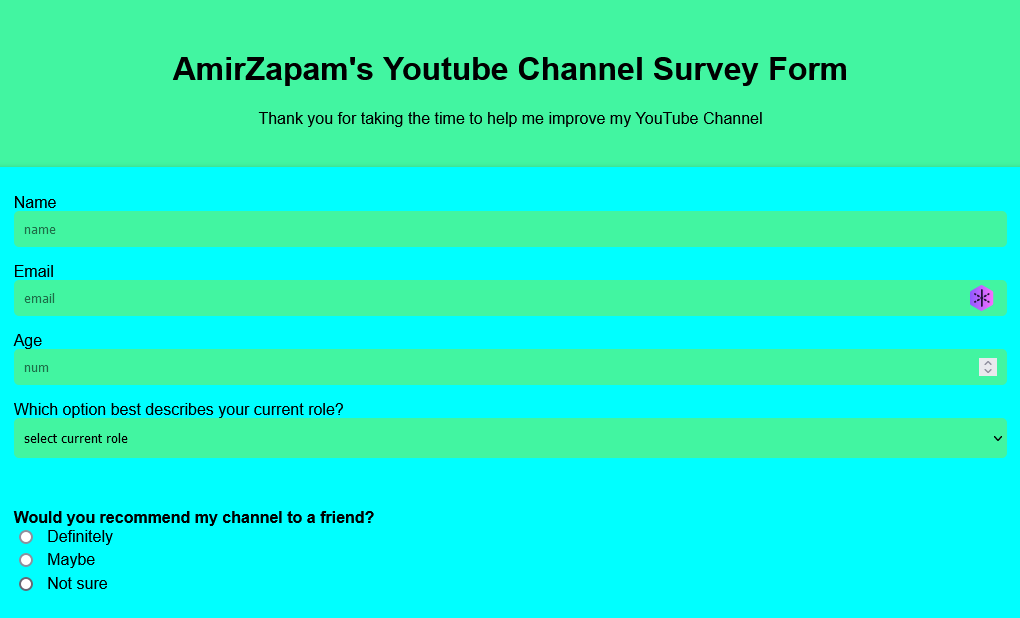 AmirZapam's Youtube Channel Survey Form
Thank you for taking the time to help me improve my YouTube Channel
Name
name
Email
email
Age
num
Which option best describes your current role?
select current role
Would you recommend my channel to a friend?
Definitely
Maybe
Not sure